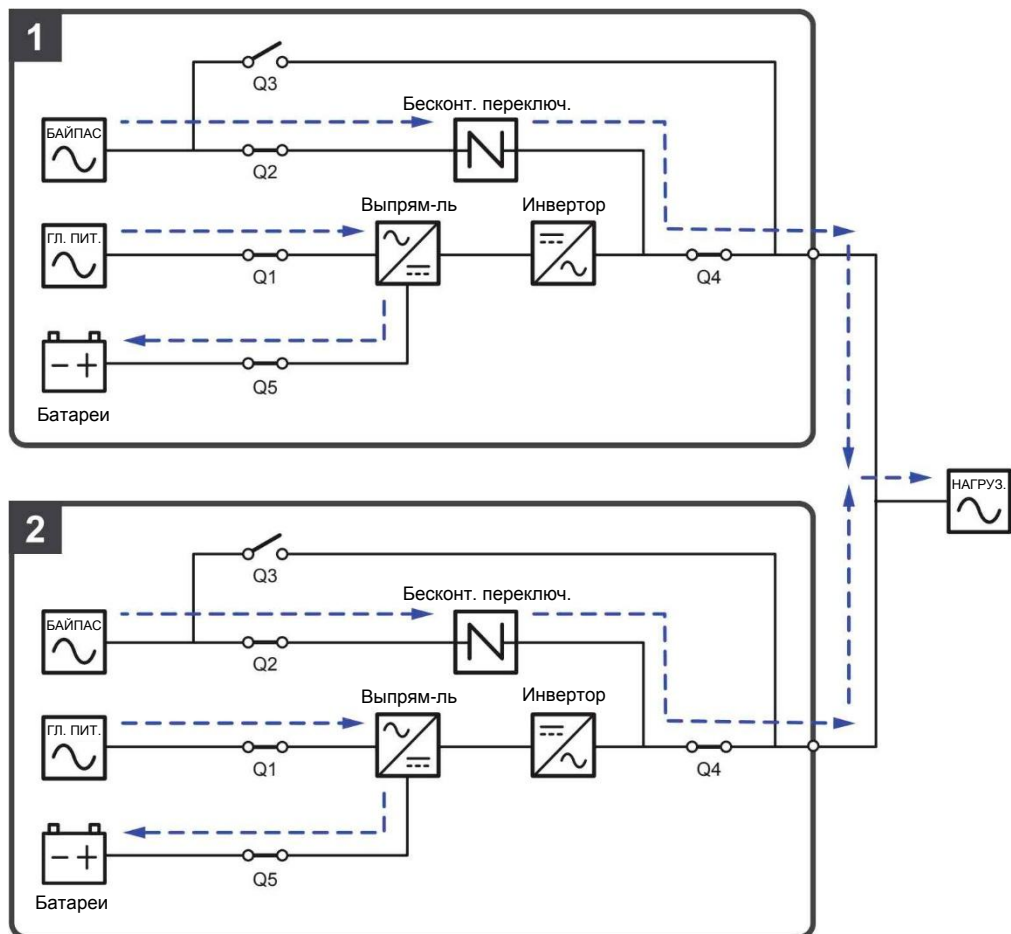 1
Q3
Бесконт. переключ.
БАЙПАС
Q2
Выпрям-ль
Инвертор
ГЛ. ПИТ.
Q1
Q4
Q5
Батареи
НАГРУЗ.
2
Q3
Бесконт. переключ.
БАЙПАС
Q2
Выпрям-ль
Инвертор
ГЛ. ПИТ.
Q1
Q4
Q5
Батареи